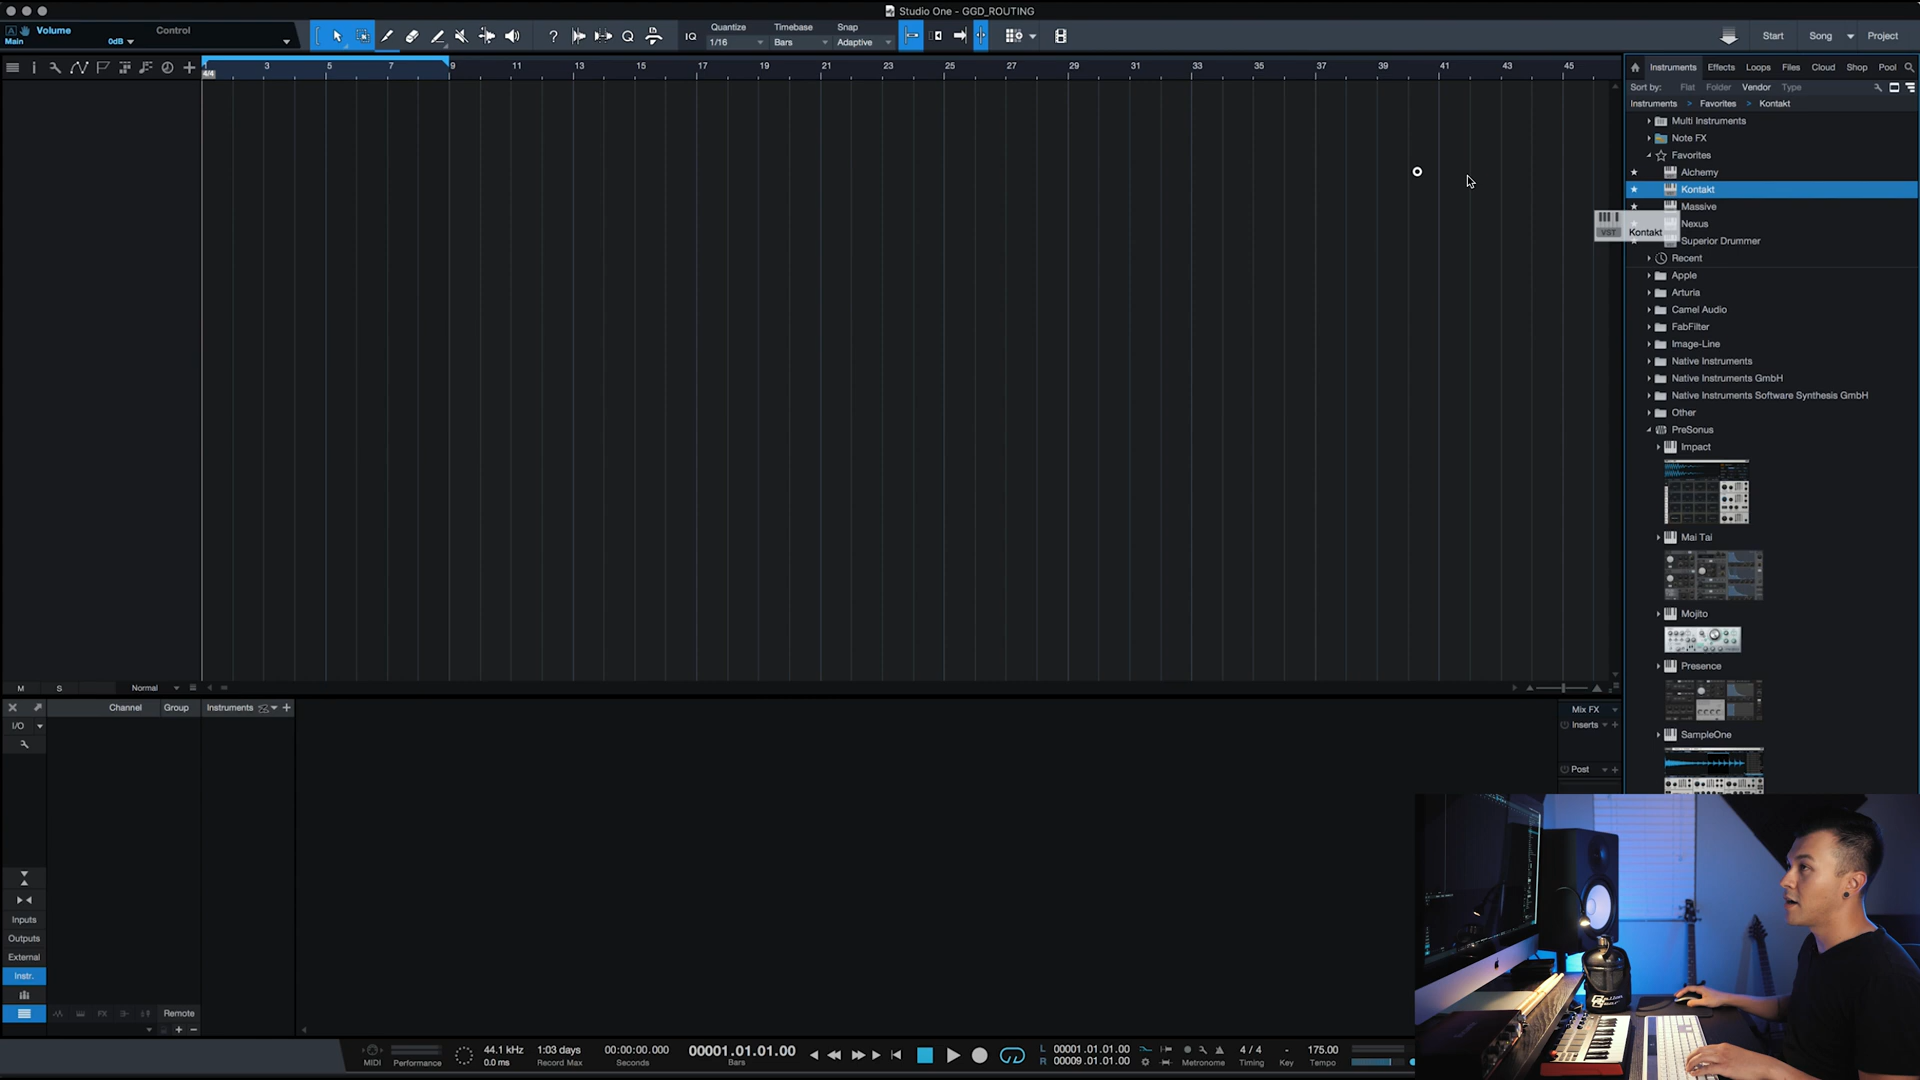 Studio One - GGD_ROUTING
Volume
Control
Main
0dB
IQ
Quantize
Timebase
Snap
1/16
Bars
Adaptive
Start
Song
Project
3
5
7
9
11
13
15
17
19
21
23
25
27
29
31
33
35
37
39
41
43
45
4/4
Instruments
Effects
Loops
Files
Cloud
Shop
Pool
Sort by:
Flat
Folder
Vendor
Type
Instruments > Favorites > Kontakt
Multi Instruments
Note FX
Favorites
Alchemy
Kontakt
Massive
Nexus
VST
Kontakt
Superior Drummer
Recent
Apple
Arturia
Camel Audio
FabFilter
Image-Line
Native Instruments
Native Instruments GmbH
Native Instruments Software Synthesis GmbH
Other
PreSonus
Impact
Mai Tai
Mojito
Presence
SampleOne
M
S
Normal
Channel
Group
Instruments
I/O
Mix FX
Inserts
Post
Inputs
Outputs
External
Instr.
FX
Remote
MIDI
Performance
44.1 kHz
0.0 ms
1:03 days
Record Max
00:00:00.000
Seconds
00001.01.01.00
Bars
L 00001.01.01.00
R 00009.01.01.00
Metronome
4 / 4
Timing
-
Key
175.00
Tempo